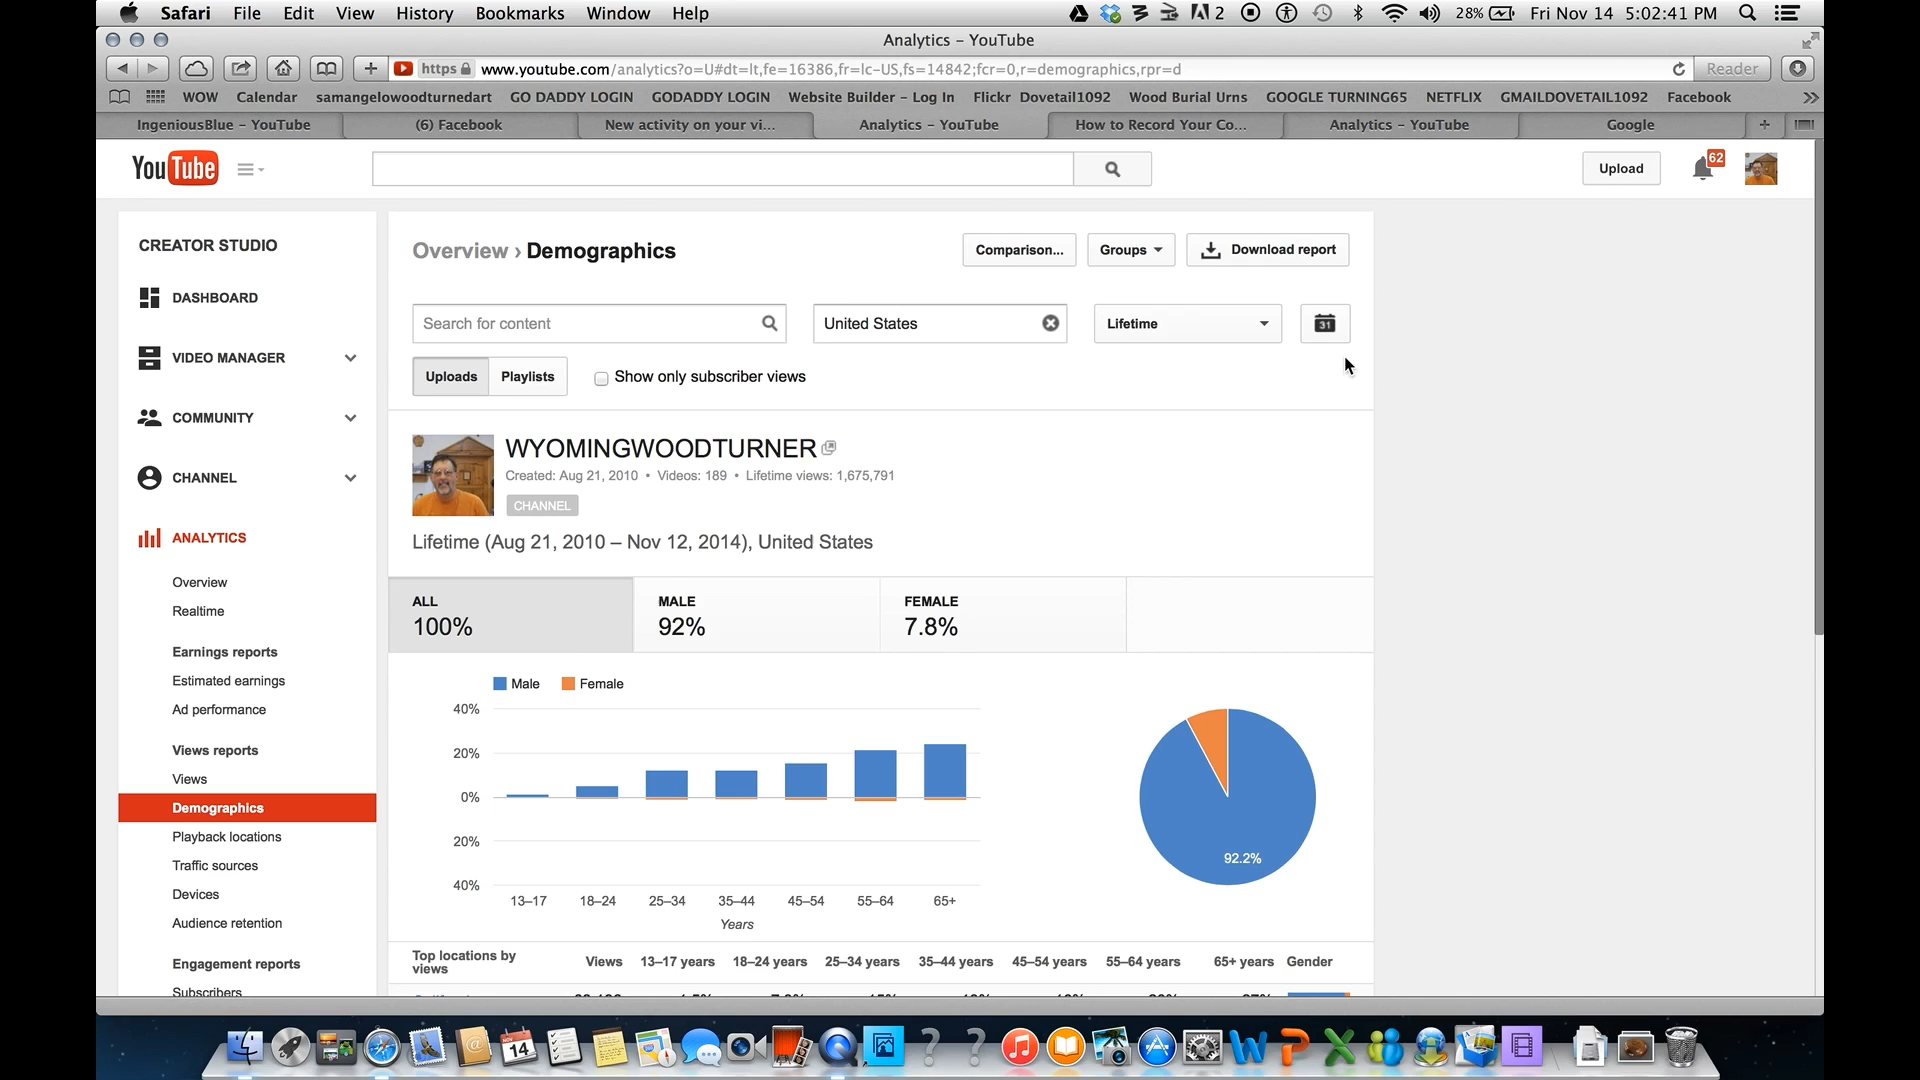 Safari File Edit View History Bookmarks Window Help 2 28% Fri Nov 14 5:02:41 PM
Analytics – YouTube
https www.youtube.com/analytics?o=U#dt=lt,fe=16386,fr=lc-US,fs=14842;fcr=0,r=demographics,rpr=d Reader
WOW Calendar samangelowoodturnedart GO DADDY LOGIN GODADDY LOGIN Website Builder – Log In Flickr Dovetail1092 Wood Burial Urns GOOGLE TURNING65 NETFLIX GMAILDOVETAIL1092 Facebook
IngeniousBlue – YouTube (6) Facebook New activity on your vi... Analytics – YouTube How to Record Your Co... Analytics – YouTube Google
YouTube Upload 62
CREATOR STUDIO
DASHBOARD
VIDEO MANAGER
COMMUNITY
CHANNEL
ANALYTICS
Overview
Realtime
Earnings reports
Estimated earnings
Ad performance
Views reports
Views
Demographics
Playback locations
Traffic sources
Devices
Audience retention
Engagement reports
Subscribers
Overview › Demographics Comparison... Groups Download report
Search for content United States Lifetime 31
Uploads Playlists Show only subscriber views
WYOMINGWOODTURNER
Created: Aug 21, 2010 • Videos: 189 • Lifetime views: 1,675,791
CHANNEL
Lifetime (Aug 21, 2010 – Nov 12, 2014), United States
ALL MALE FEMALE
100% 92% 7.8%
Male Female
40%
20%
0%
20%
40%
13–17 18–24 25–34 35–44 45–54 55–64 65+
Years
92.2%
Top locations by
views Views 13–17 years 18–24 years 25–34 years 35–44 years 45–54 years 55–64 years 65+ years Gender
NOV
14